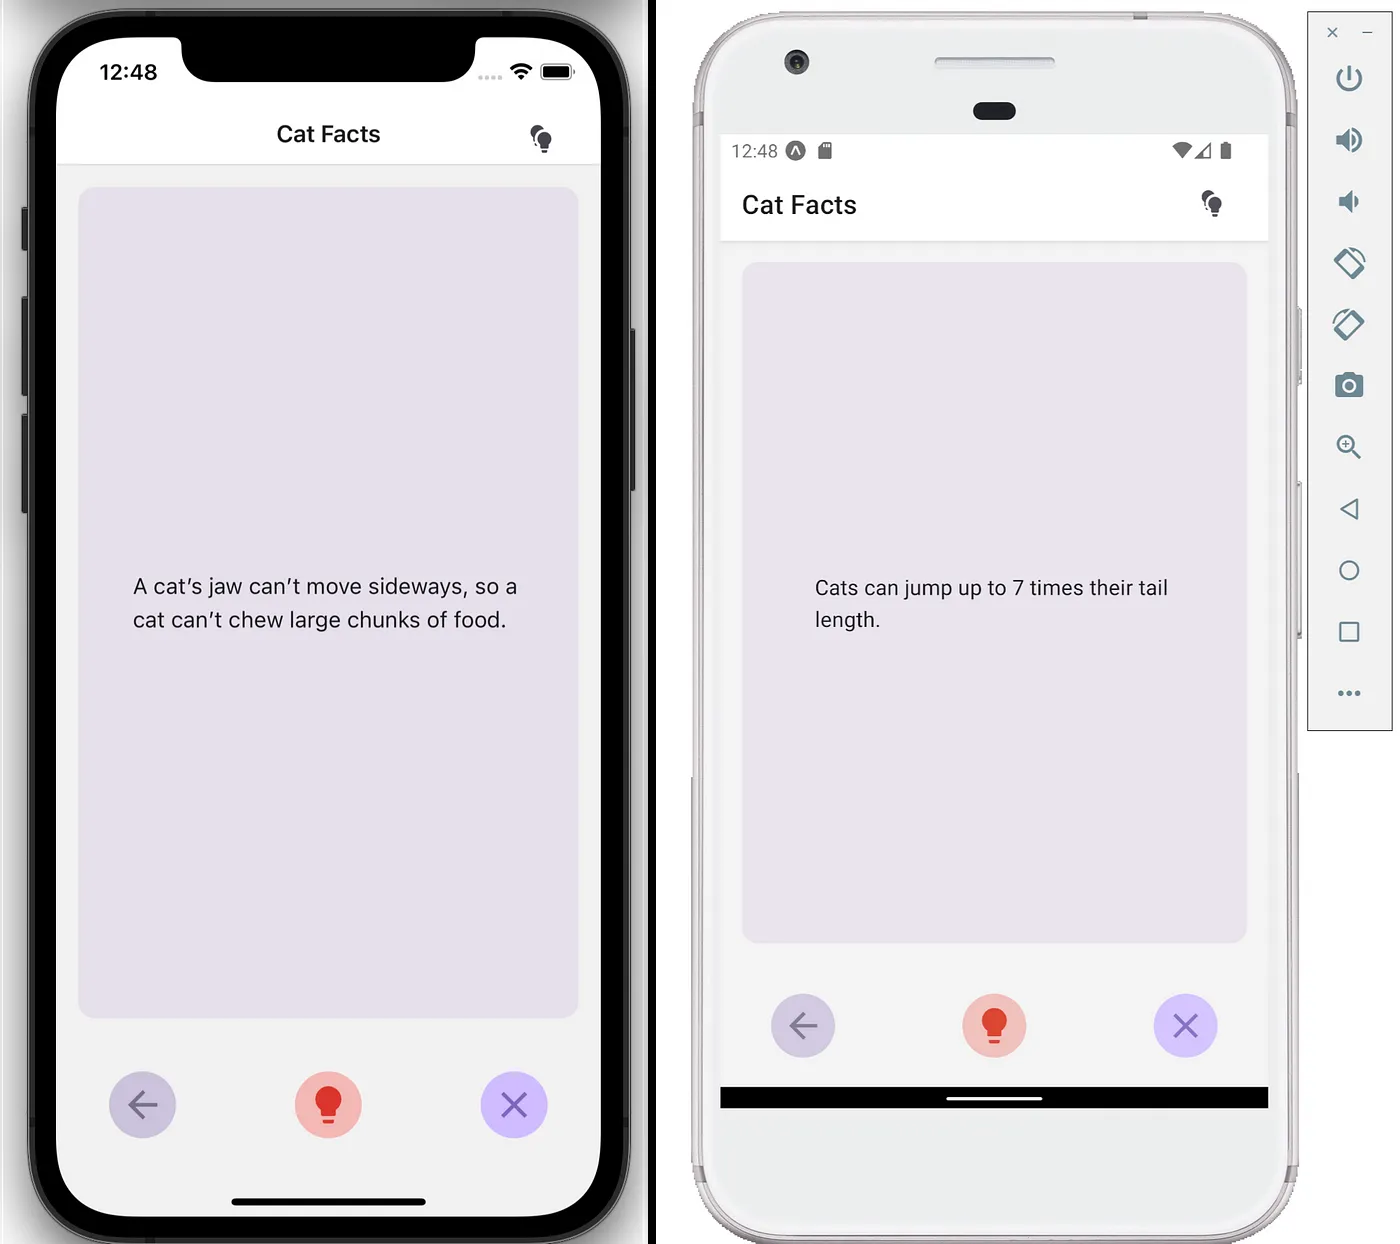 12:48
Cat Facts
A cat’s jaw can’t move sideways, so a
cat can’t chew large chunks of food.
12:48
Cat Facts
Cats can jump up to 7 times their tail
length.